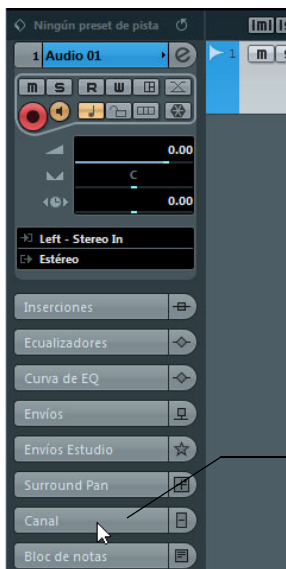 Ningún preset de pista
1 Audio 01
m S R W
0.00
C
0.00
Left - Stereo In
Estéreo
Inserciones
Ecualizadores
Curva de EQ
Envíos
Envíos Estudio
Surround Pan
Canal
Bloc de notas
m
1 m